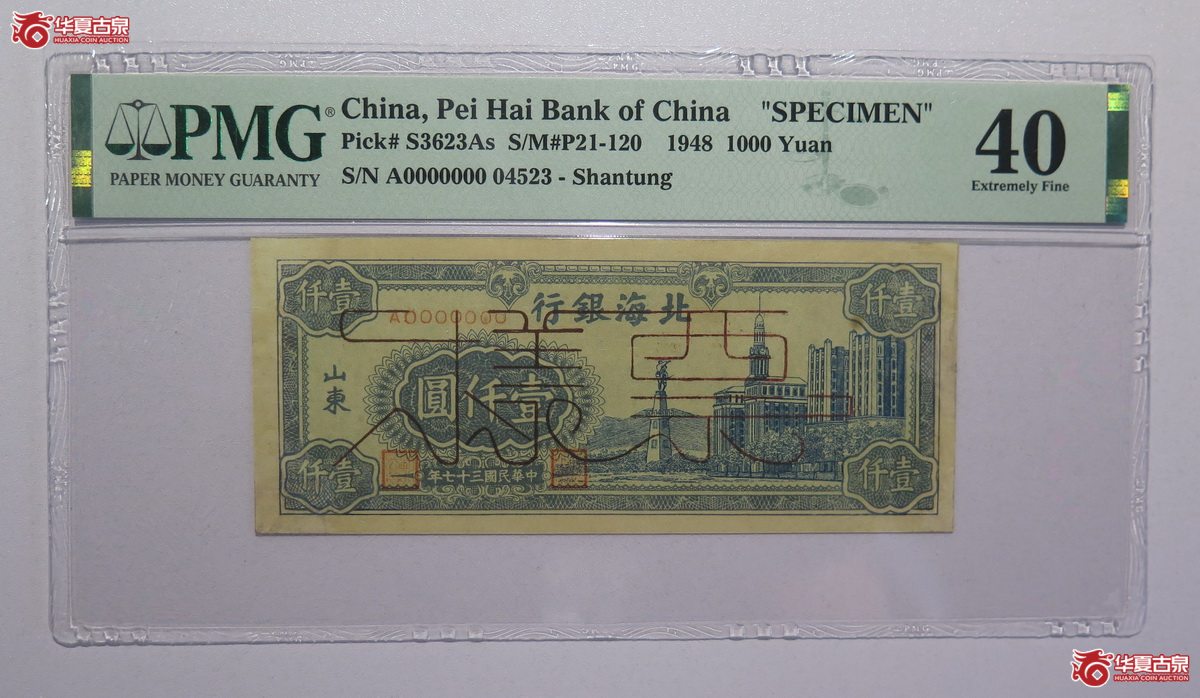 华夏古泉
HUAXIA COIN AUCTION
PMG®
PAPER MONEY GUARANTY
China, Pei Hai Bank of China "SPECIMEN"
Pick# S3623As S/M#P21-120 1948 1000 Yuan
S/N A0000000 04523 - Shantung
40
Extremely Fine
仟壹
行銀海北
仟壹
A0000000
山東
圓仟壹
票樣
仟壹
年七十三國民華中
仟壹
华夏古泉
HUAXIA COIN AUCTION